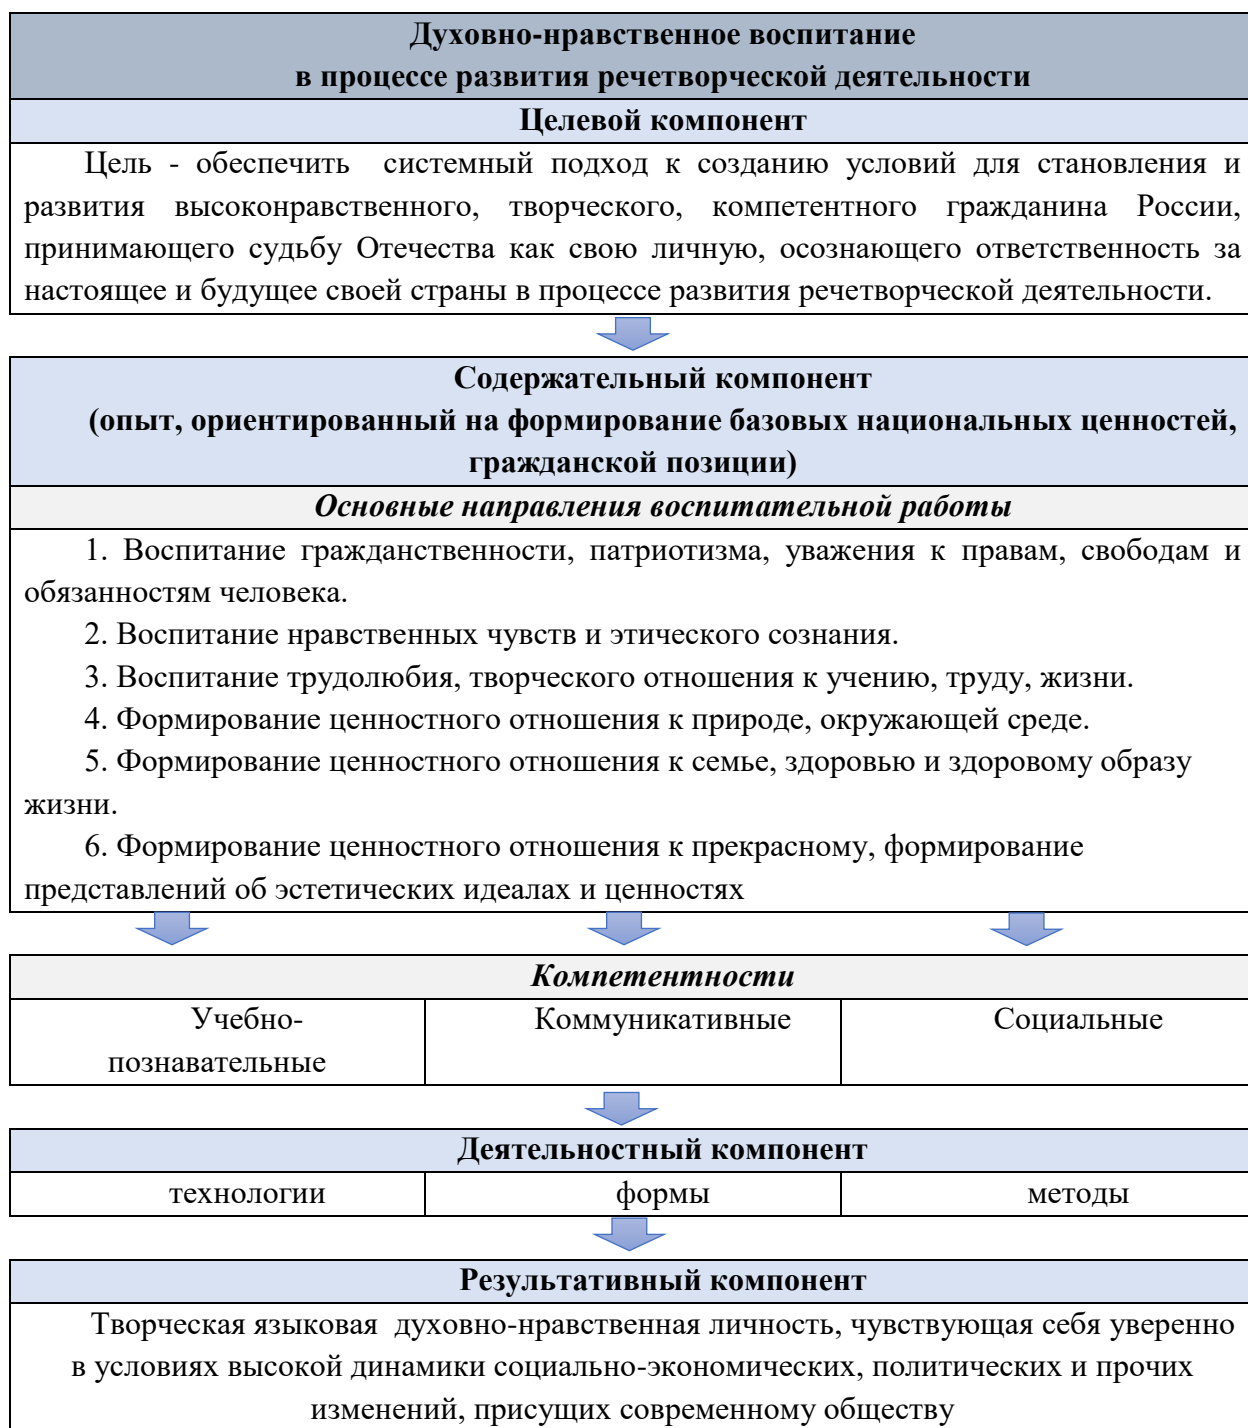 Духовно-нравственное воспитание
в процессе развития речетворческой деятельности
Целевой компонент
Цель - обеспечить системный подход к созданию условий для становления и
развития высоконравственного, творческого, компетентного гражданина России,
принимающего судьбу Отечества как свою личную, осознающего ответственность за
настоящее и будущее своей страны в процессе развития речетворческой деятельности.
Содержательный компонент
(опыт, ориентированный на формирование базовых национальных ценностей,
гражданской позиции)
Основные направления воспитательной работы
1. Воспитание гражданственности, патриотизма, уважения к правам, свободам и
обязанностям человека.
2. Воспитание нравственных чувств и этического сознания.
3. Воспитание трудолюбия, творческого отношения к учению, труду, жизни.
4. Формирование ценностного отношения к природе, окружающей среде.
5. Формирование ценностного отношения к семье, здоровью и здоровому образу
жизни.
6. Формирование ценностного отношения к прекрасному, формирование
представлений об эстетических идеалах и ценностях
Компетентности
Учебно-
познавательные
Коммуникативные
Социальные
Деятельностный компонент
технологии
формы
методы
Результативный компонент
Творческая языковая духовно-нравственная личность, чувствующая себя уверенно
в условиях высокой динамики социально-экономических, политических и прочих
изменений, присущих современному обществу